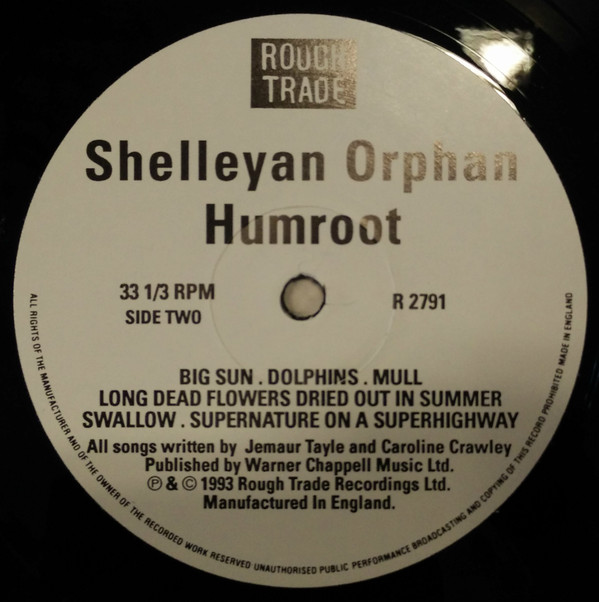 ROUGH
TRADE
Shelleyan Orphan
Humroot
33 1/3 RPM
SIDE TWO
R 2791
BIG SUN . DOLPHINS . MULL
LONG DEAD FLOWERS DRIED OUT IN SUMMER
SWALLOW . SUPERNATURE ON A SUPERHIGHWAY
All songs written by Jemaur Tayle and Caroline Crawley
Published by Warner Chappell Music Ltd.
Ⓟ & © 1993 Rough Trade Recordings Ltd.
Manufactured In England.
ALL RIGHTS OF THE MANUFACTURER AND OF THE OWNER OF THE RECORDED WORK RESERVED UNAUTHORISED PUBLIC PERFORMANCE BROADCASTING AND COPYING OF THIS RECORD PROHIBITED MADE IN ENGLAND